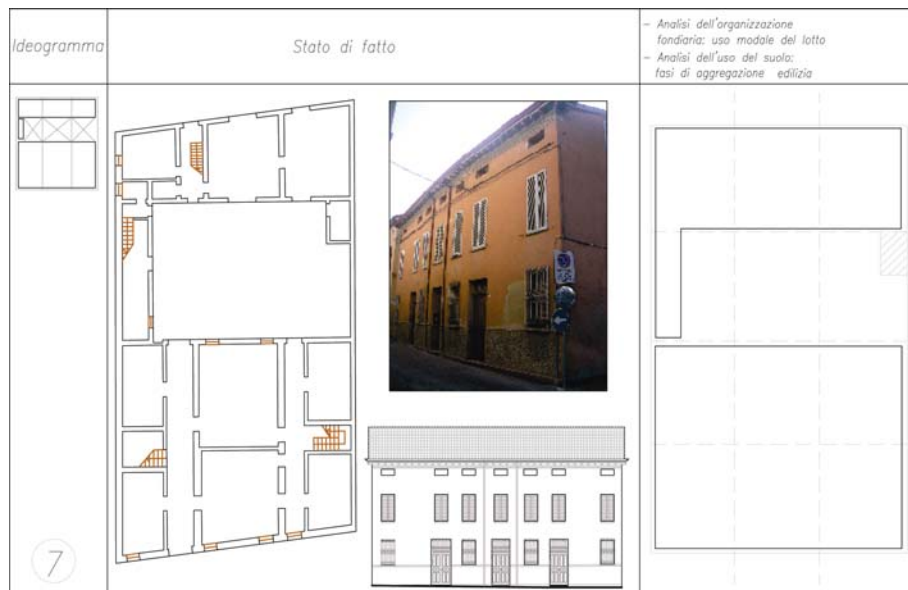 Ideogramma
Stato di fatto
– Analisi dell'organizzazione
fondiaria: uso modale del lotto
– Analisi dell'uso del suolo:
fasi di aggregazione edilizia
7